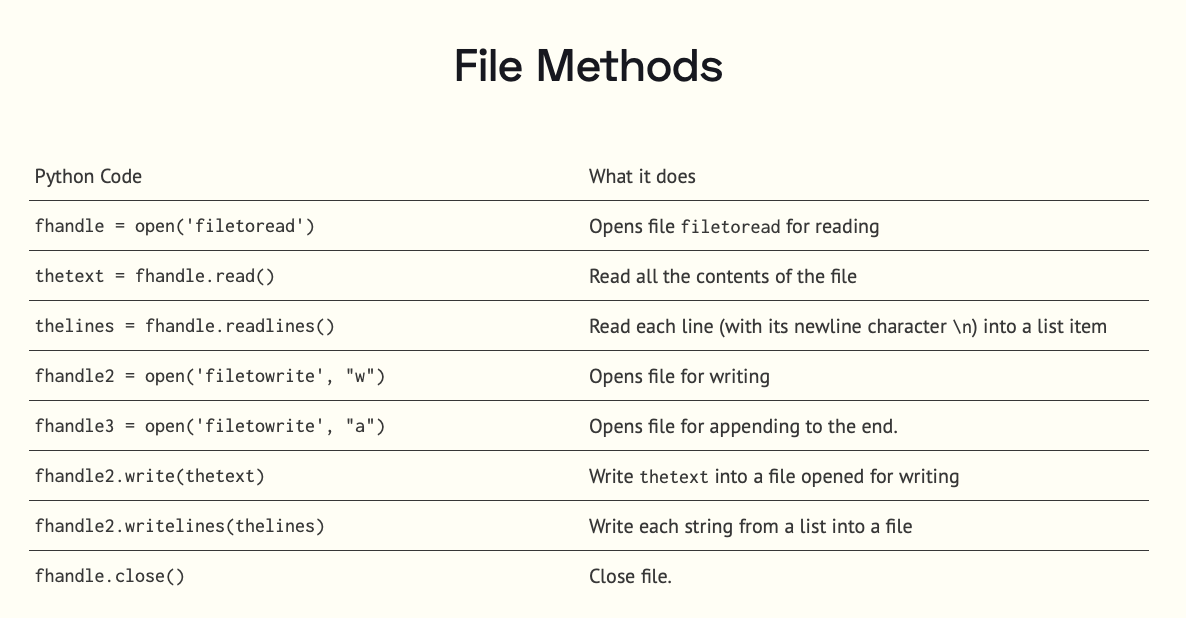 File Methods
Python Code	What it does
fhandle = open('filetoread')	Opens file filetoread for reading
thetext = fhandle.read()	Read all the contents of the file
thelines = fhandle.readlines()	Read each line (with its newline character \n) into a list item
fhandle2 = open('filetowrite', "w")	Opens file for writing
fhandle3 = open('filetowrite', "a")	Opens file for appending to the end.
fhandle2.write(thetext)	Write thetext into a file opened for writing
fhandle2.writelines(thelines)	Write each string from a list into a file
fhandle.close()	Close file.